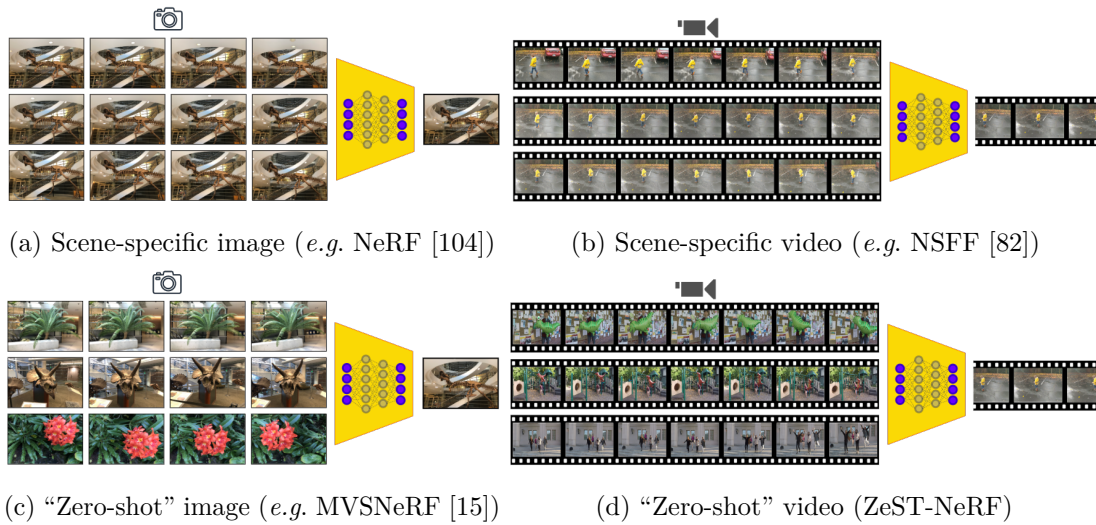 (a) Scene-specific image (e.g. NeRF [104])
(b) Scene-specific video (e.g. NSFF [82])
(c) “Zero-shot” image (e.g. MVSNeRF [15])
(d) “Zero-shot” video (ZeST-NeRF)